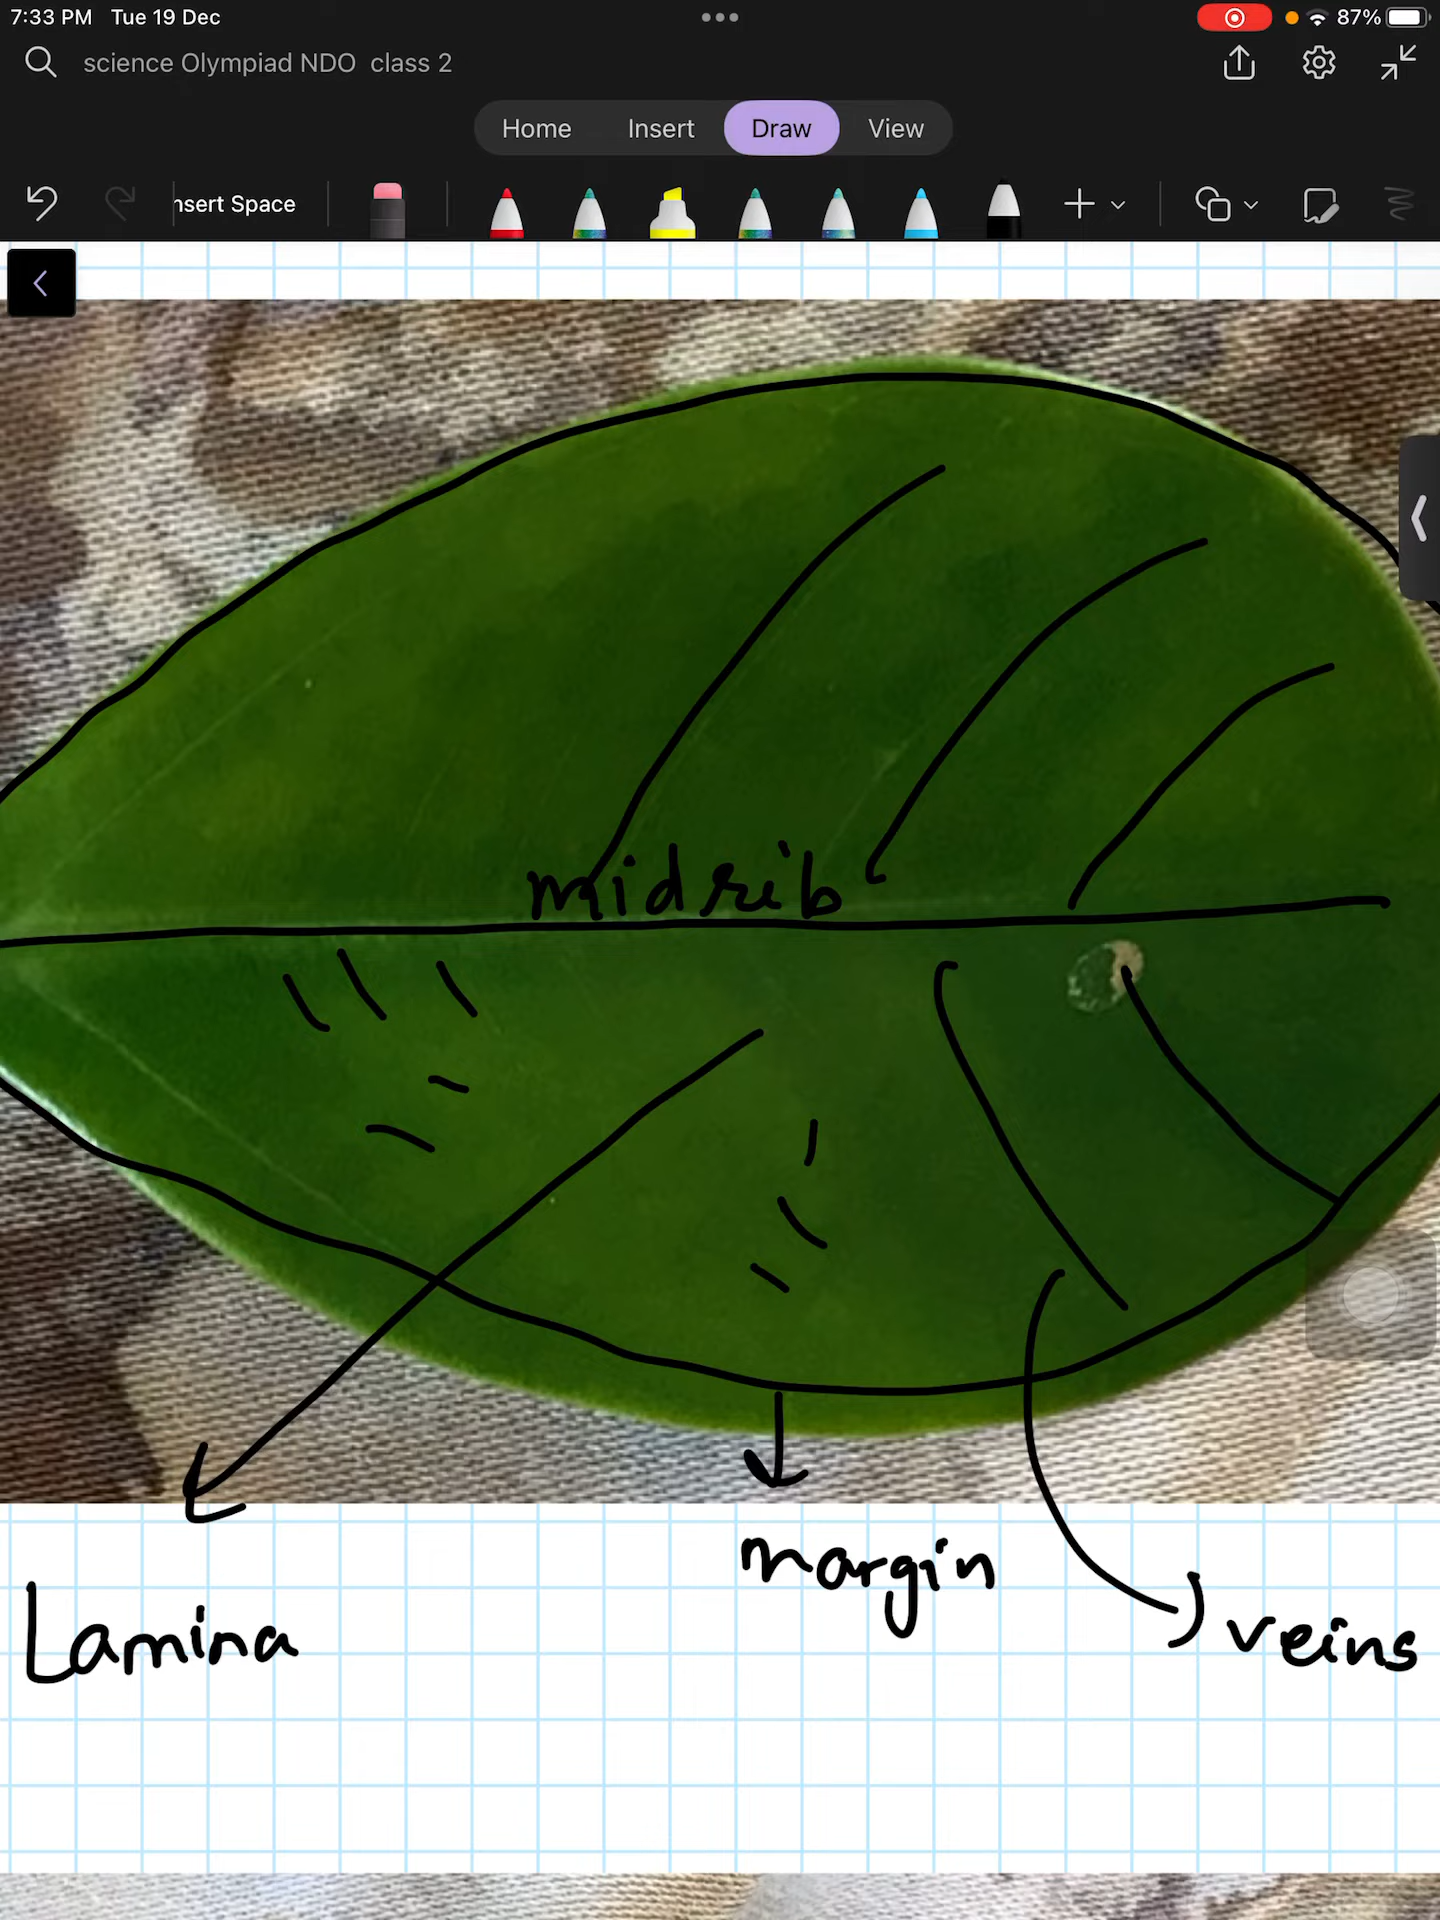 7:33 PM Tue 19 Dec
87%
science Olympiad NDO class 2
Home Insert Draw View
nsert Space
midrib
margin
Lamina
veins